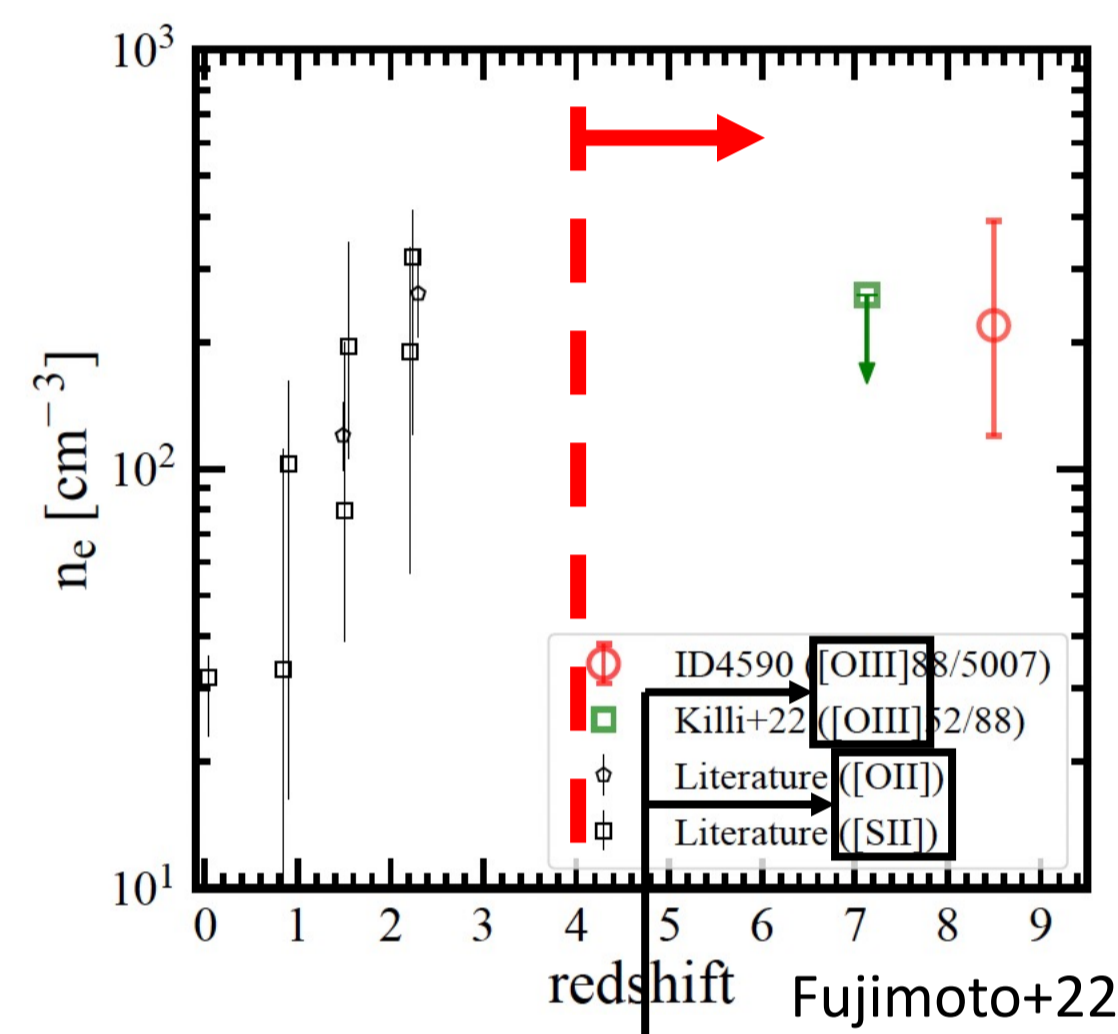 10³
10²
10¹
nₑ [cm⁻³]
ID4590 ([OIII]88/5007)
Killi+22 ([OIII]52/88)
Literature ([OII])
Literature ([SII])
0 1 2 3 4 5 6 7 8 9
redshift
Fujimoto+22